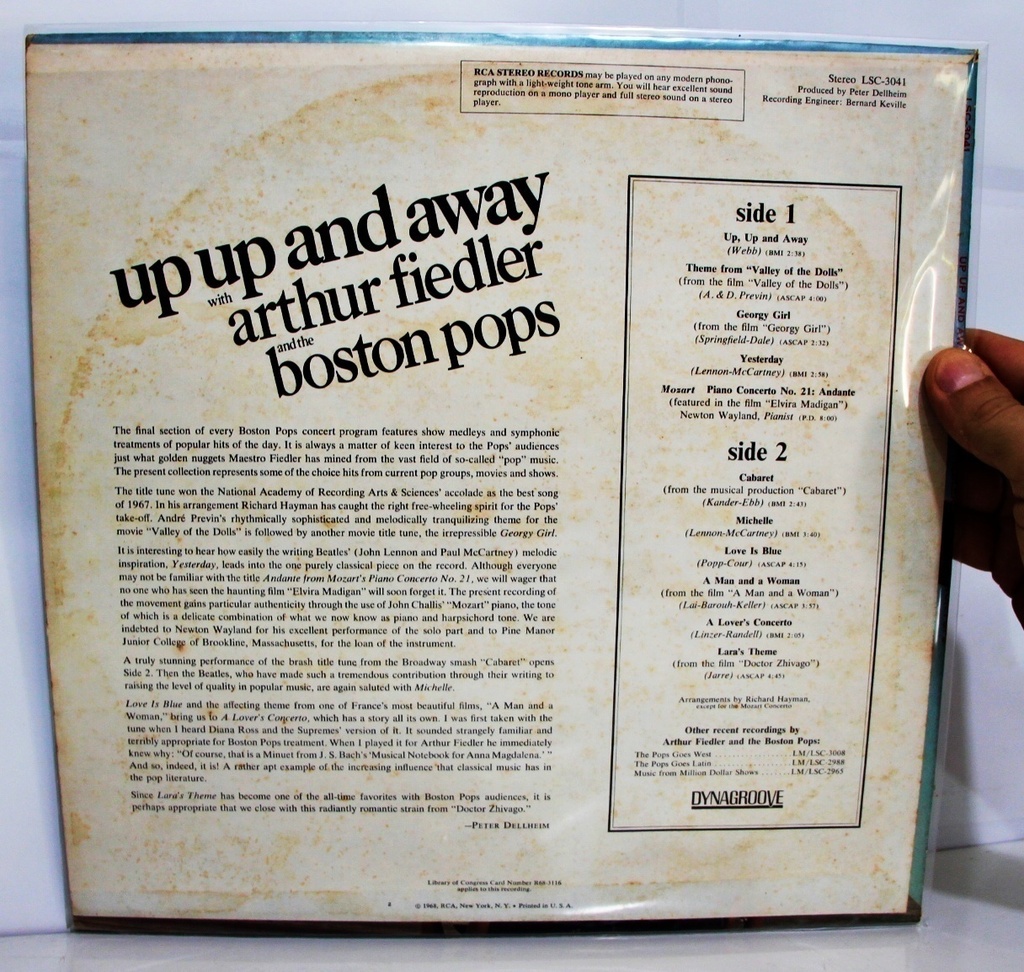 RCA STEREO RECORDS may be played on any modern phono-
graph with a light-weight tone arm. You will hear excellent sound
reproduction on a mono player and full stereo sound on a stereo
player.
Stereo LSC-3041
Produced by Peter Dellheim
Recording Engineer: Bernard Keville
up up and away
with
arthur fiedler
and the
boston pops
The final section of every Boston Pops concert program features show medleys and symphonic
treatments of popular hits of the day. It is always a matter of keen interest to the Pops' audiences
just what golden nuggets Maestro Fiedler has mined from the vast field of so-called "pop" music.
The present collection represents some of the choice hits from current pop groups, movies and shows.
The title tune won the National Academy of Recording Arts & Sciences' accolade as the best song
of 1967. In his arrangement Richard Hayman has caught the right free-wheeling spirit for the Pops'
take-off. André Previn's rhythmically sophisticated and melodically tranquilizing theme for the
movie "Valley of the Dolls" is followed by another movie title tune, the irrepressible Georgy Girl.
It is interesting to hear how easily the writing Beatles' (John Lennon and Paul McCartney) melodic
inspiration, Yesterday, leads into the one purely classical piece on the record. Although everyone
may not be familiar with the title Andante from Mozart's Piano Concerto No. 21, we will wager that
no one who has seen the haunting film "Elvira Madigan" will soon forget it. The present recording of
the movement gains particular authenticity through the use of John Challis' "Mozart" piano, the tone
of which is a delicate combination of what we now know as piano and harpsichord tone. We are
indebted to Newton Wayland for his excellent performance of the solo part and to Pine Manor
Junior College of Brookline, Massachusetts, for the loan of the instrument.
A truly stunning performance of the brash title tune from the Broadway smash "Cabaret" opens
Side 2. Then the Beatles, who have made such a tremendous contribution through their writing to
raising the level of quality in popular music, are again saluted with Michelle.
Love Is Blue and the affecting theme from one of France's most beautiful films, "A Man and a
Woman," bring us to A Lover's Concerto, which has a story all its own. I was first taken with the
tune when I heard Diana Ross and the Supremes' version of it. It sounded strangely familiar and
terribly appropriate for Boston Pops treatment. When I played it for Arthur Fiedler he immediately
knew why: "Of course, that is a Minuet from J. S. Bach's 'Musical Notebook for Anna Magdalena.' "
And so, indeed, it is! A rather apt example of the increasing influence that classical music has in
the pop literature.
Since Lara's Theme has become one of the all-time favorites with Boston Pops audiences, it is
perhaps appropriate that we close with this radiantly romantic strain from "Doctor Zhivago."
—PETER DELLHEIM
side 1
Up, Up and Away
(Webb) (BMI 2:38)
Theme from "Valley of the Dolls"
(from the film "Valley of the Dolls")
(A. & D. Previn) (ASCAP 4:00)
Georgy Girl
(from the film "Georgy Girl")
(Springfield-Dale) (ASCAP 2:32)
Yesterday
(Lennon-McCartney) (BMI 2:58)
Mozart Piano Concerto No. 21: Andante
(featured in the film "Elvira Madigan")
Newton Wayland, Pianist (P.D. 8:00)
side 2
Cabaret
(from the musical production "Cabaret")
(Kander-Ebb) (BMI 2:43)
Michelle
(Lennon-McCartney) (BMI 3:40)
Love Is Blue
(Popp-Cour) (ASCAP 4:15)
A Man and a Woman
(from the film "A Man and a Woman")
(Lai-Barouh-Keller) (ASCAP 3:57)
A Lover's Concerto
(Linzer-Randell) (BMI 2:05)
Lara's Theme
(from the film "Doctor Zhivago")
(Jarre) (ASCAP 4:45)
Arrangements by Richard Hayman,
except for the Mozart Concerto
Other recent recordings by
Arthur Fiedler and the Boston Pops:
The Pops Goes West . . . . . . . . . . LM/LSC-3008
The Pops Goes Latin . . . . . . . . . . LM/LSC-2988
Music from Million Dollar Shows . . . . . LM/LSC-2965
DYNAGROOVE
Library of Congress Card Number R68-3116
applies to this recording.
© 1968, RCA, New York, N. Y. • Printed in U. S. A.
LSC-3041
UP UP AND